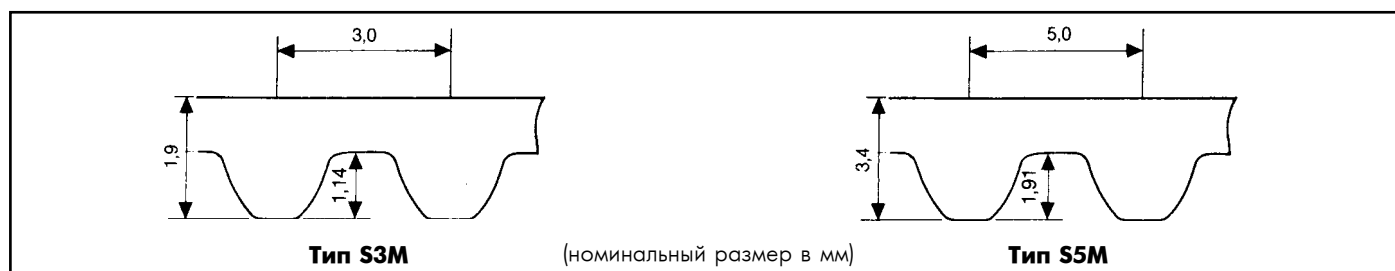 3,0
5,0
1,9
1,14
3,4
1,91
Тип S3M
(номинальный размер в мм)
Тип S5M